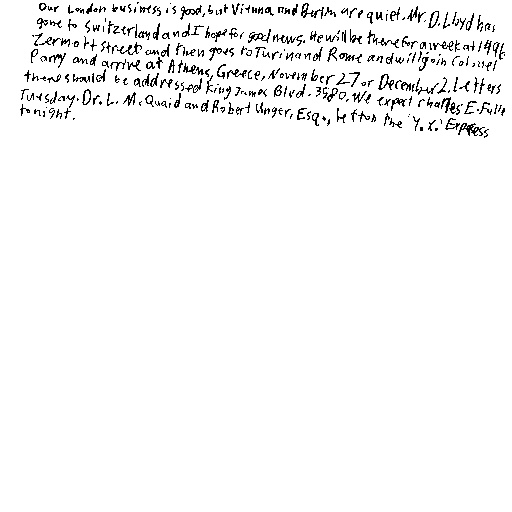 Our London business is good, but Vienna and Berlin are quiet. Mr. D. Lloyd has
gone to Switzerland and I hope for good news. He will be there for a week at 1496
Zermott Street and then goes to Turin and Rome and will join Colonel
Parry and arrive at Athens, Greece, November 27 or December 2. Letters
there should be addressed King James Blvd. 3580. We expect Charles E. Fuller
Tuesday. Dr. L. McQuaid and Robert Unger, Esq., left on the 'Y. X.' Express
tonight.